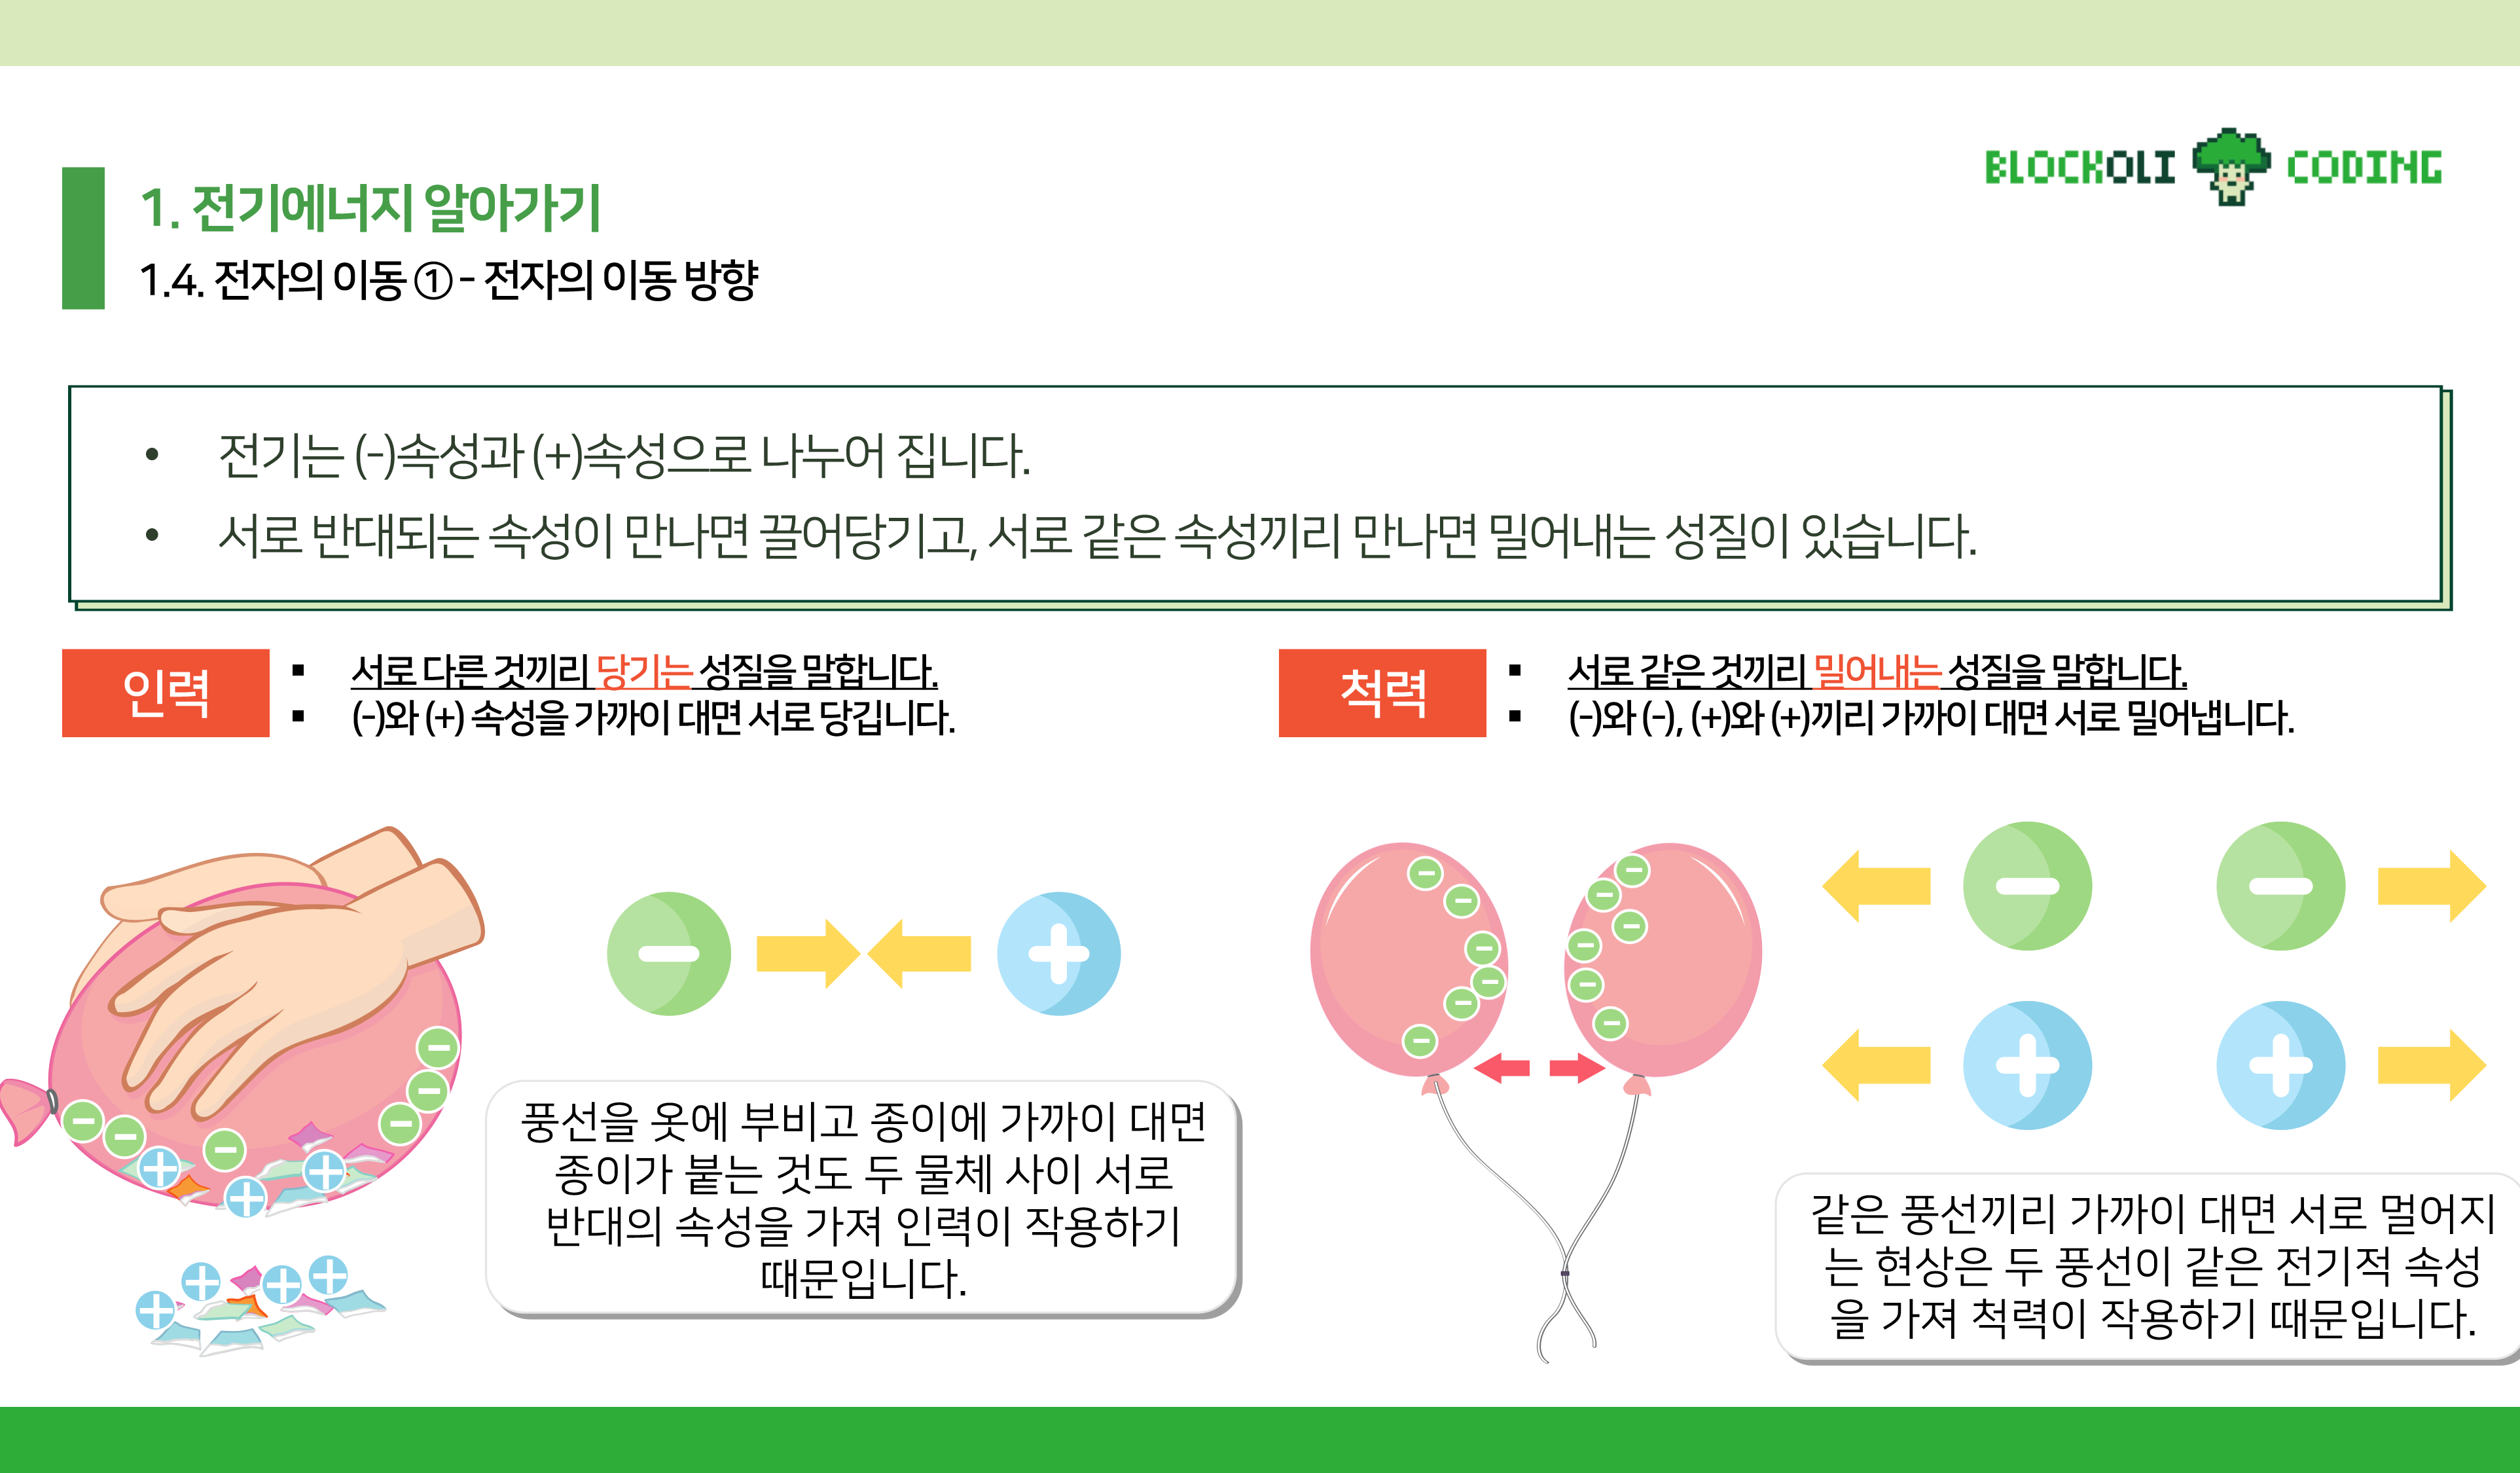 BLOCKOLI CODING
1. 전기에너지 알아가기
1.4. 전자의 이동 ① - 전자의 이동 방향
• 전기는 (-)속성과 (+)속성으로 나누어 집니다.
• 서로 반대되는 속성이 만나면 끌어당기고, 서로 같은 속성끼리 만나면 밀어내는 성질이 있습니다.
인력
▪ 서로 다른 것끼리 당기는 성질을 말합니다.
▪ (-)와 (+) 속성을 가까이 대면 서로 당깁니다.
척력
▪ 서로 같은 것끼리 밀어내는 성질을 말합니다.
▪ (-)와 (-), (+)와 (+)끼리 가까이 대면 서로 밀어냅니다.
풍선을 옷에 부비고 종이에 가까이 대면
종이가 붙는 것도 두 물체 사이 서로
반대의 속성을 가져 인력이 작용하기
때문입니다.
같은 풍선끼리 가까이 대면 서로 멀어지
는 현상은 두 풍선이 같은 전기적 속성
을 가져 척력이 작용하기 때문입니다.